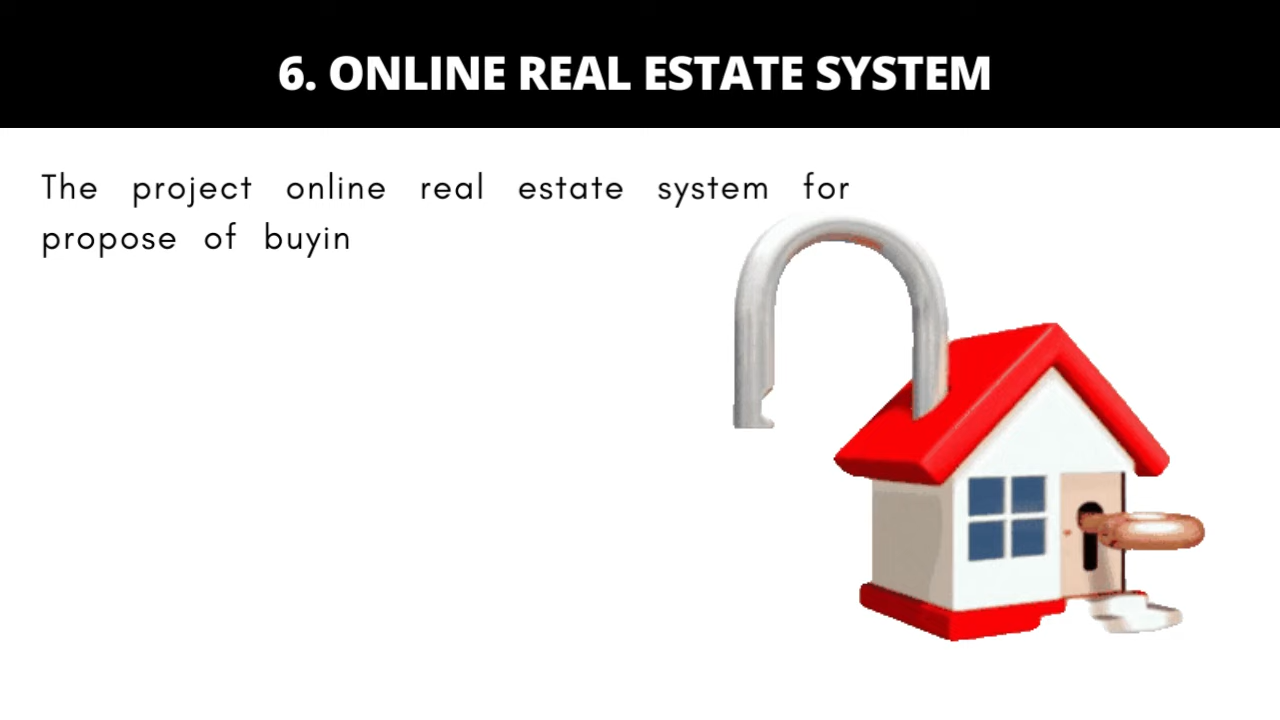 6. ONLINE REAL ESTATE SYSTEM
The project online real estate system for
propose of buyin